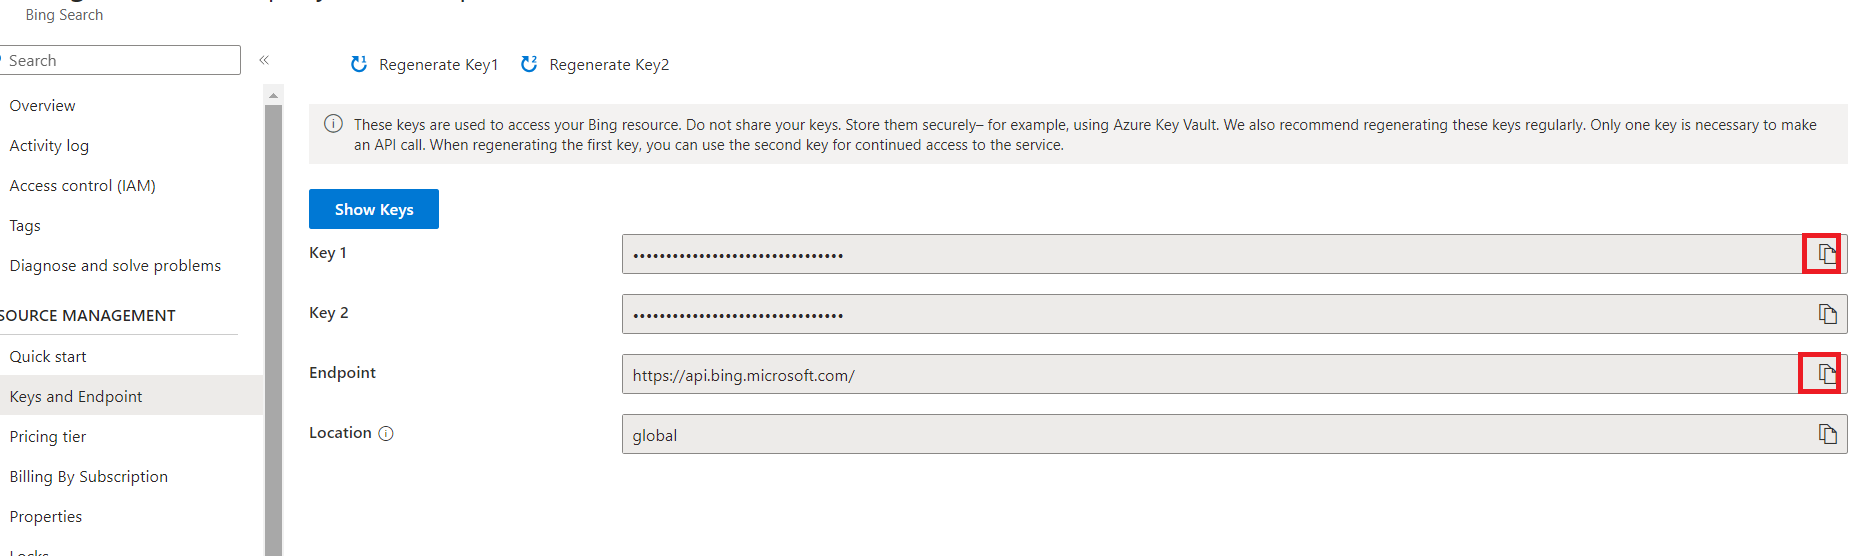 Bing Search
Search
«
Regenerate Key1
Regenerate Key2
Overview
Activity log
Access control (IAM)
Tags
Diagnose and solve problems
SOURCE MANAGEMENT
Quick start
Keys and Endpoint
Pricing tier
Billing By Subscription
Properties
Locks
These keys are used to access your Bing resource. Do not share your keys. Store them securely– for example, using Azure Key Vault. We also recommend regenerating these keys regularly. Only one key is necessary to make
an API call. When regenerating the first key, you can use the second key for continued access to the service.
Show Keys
Key 1
••••••••••••••••••••••••••••••••
Key 2
••••••••••••••••••••••••••••••••
Endpoint
https://api.bing.microsoft.com/
Location
global